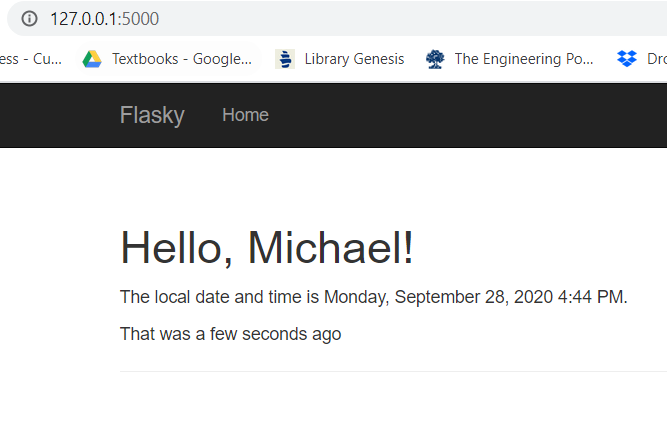 127.0.0.1:5000
ess - Cu... Textbooks - Google... Library Genesis The Engineering Po... Dro
Flasky Home
Hello, Michael!
The local date and time is Monday, September 28, 2020 4:44 PM.
That was a few seconds ago